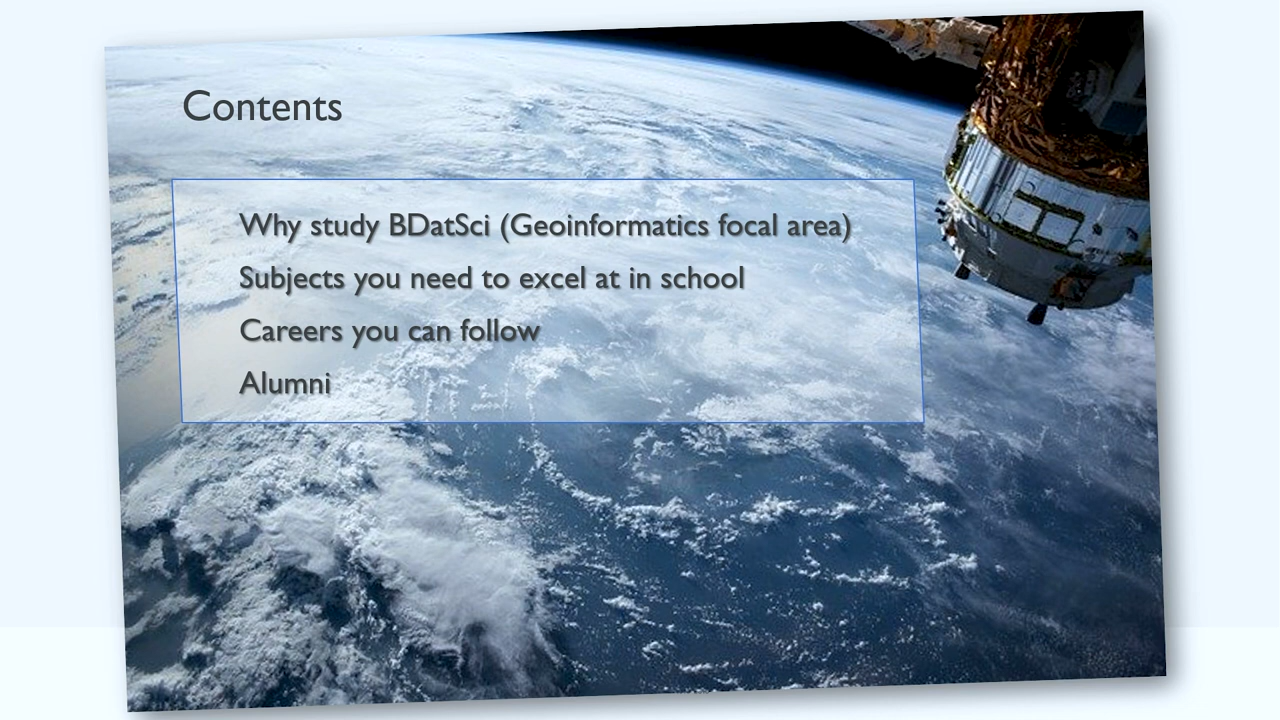 Contents
Why study BDatSci (Geoinformatics focal area)
Subjects you need to excel at in school
Careers you can follow
Alumni